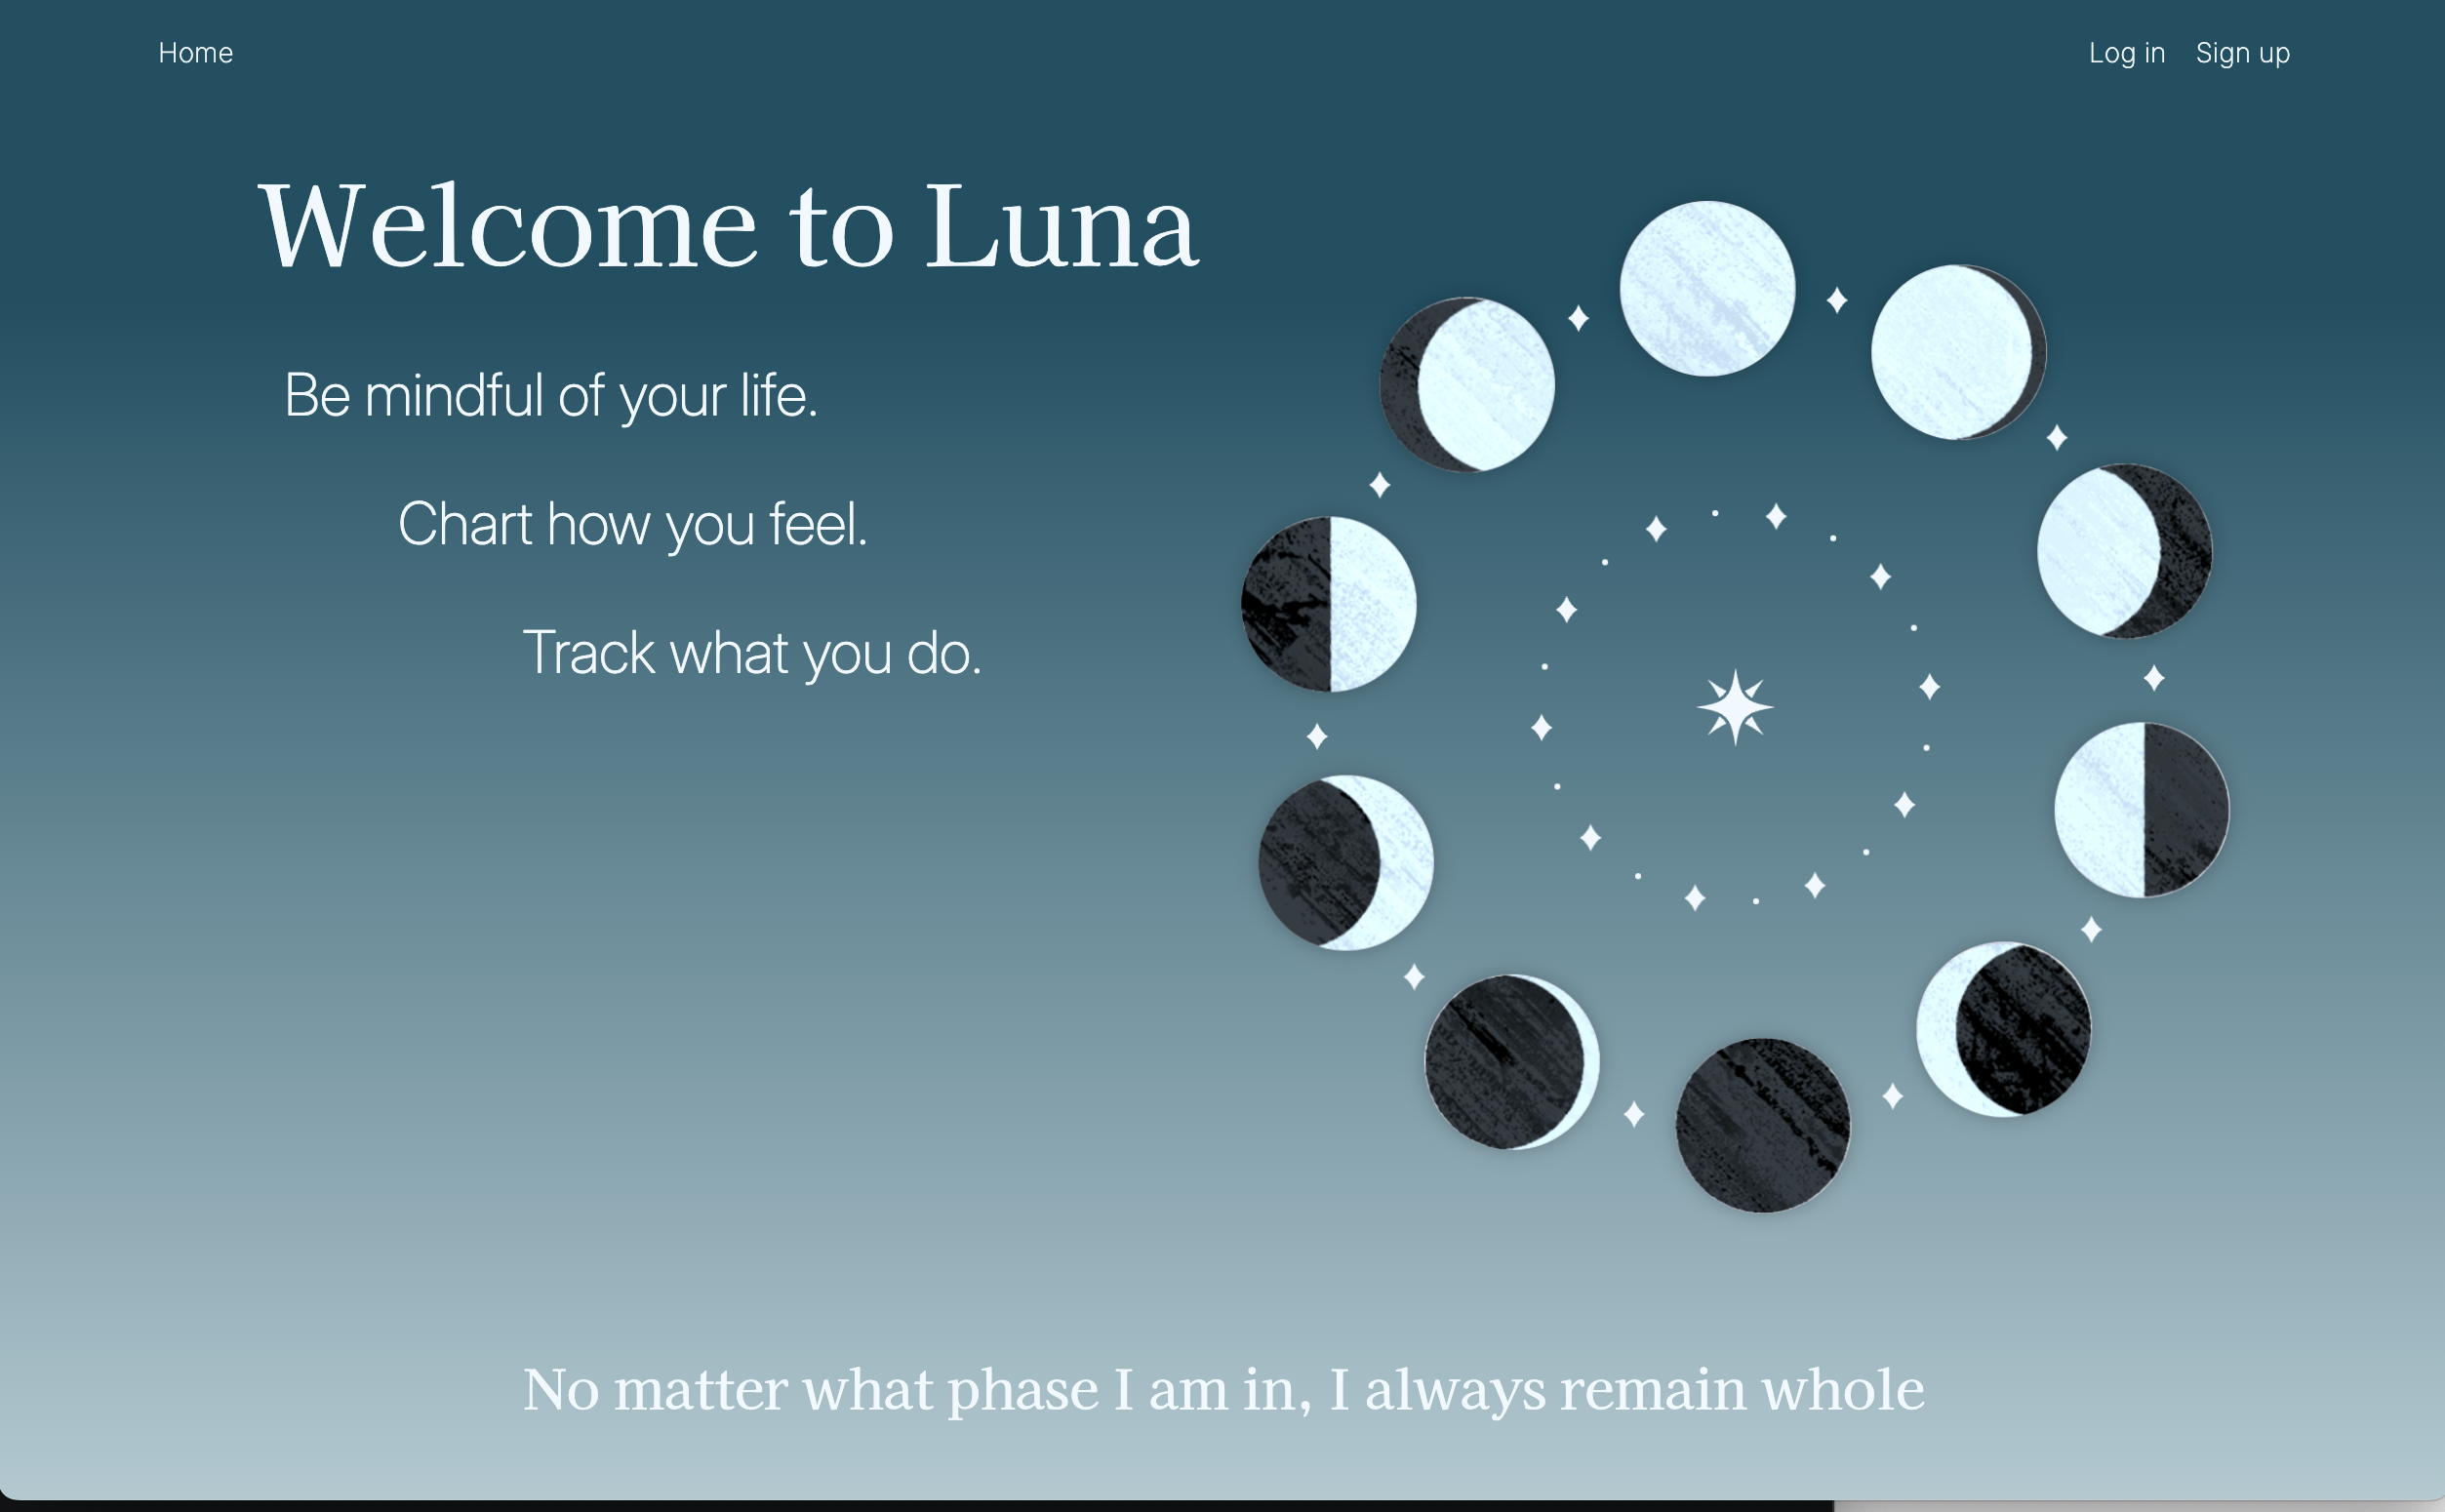 Home
Log in
Sign up
Welcome to Luna
Be mindful of your life.
Chart how you feel.
Track what you do.
No matter what phase I am in, I always remain whole